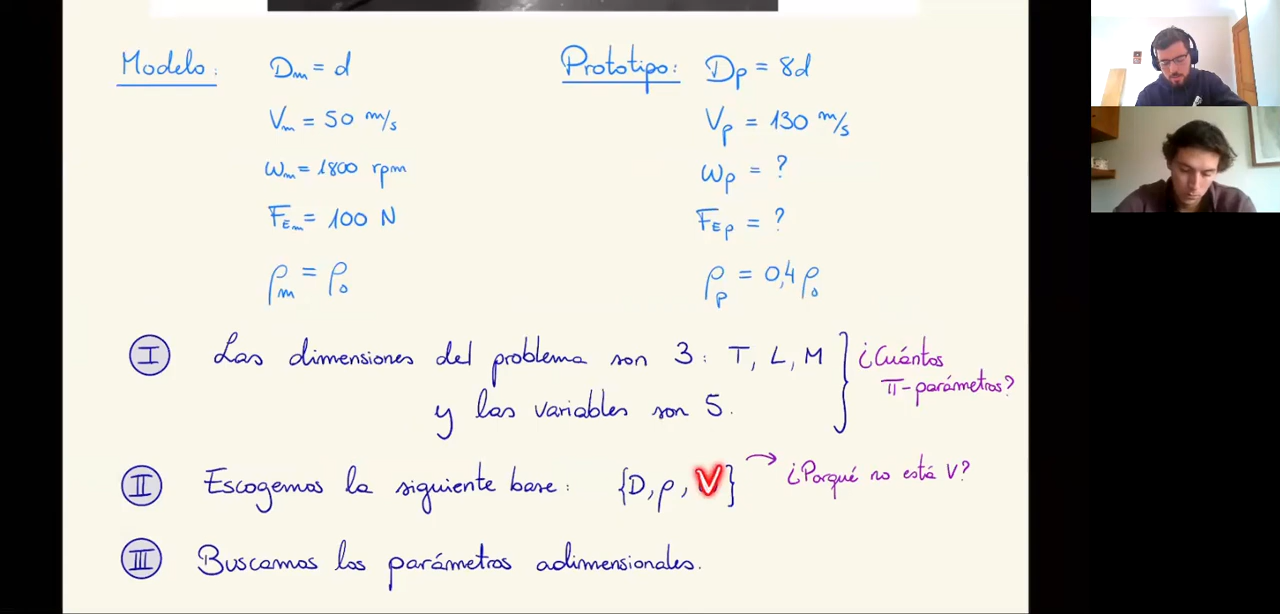 Modelo: Dm = d
Vm = 50 m/s
ωm = 1800 rpm
FEm = 100 N
ρm = ρ0
Prototipo: Dp = 8d
Vp = 130 m/s
ωp = ?
FEp = ?
ρp = 0,4ρ0
I Las dimensiones del problema son 3: T, L, M
y las variables son 5.
¿Cuántos
π-parámetros?
II Escogemos la siguiente base: {D, ρ, V} → ¿Porqué no está V?
III Buscamos los parámetros adimensionales.